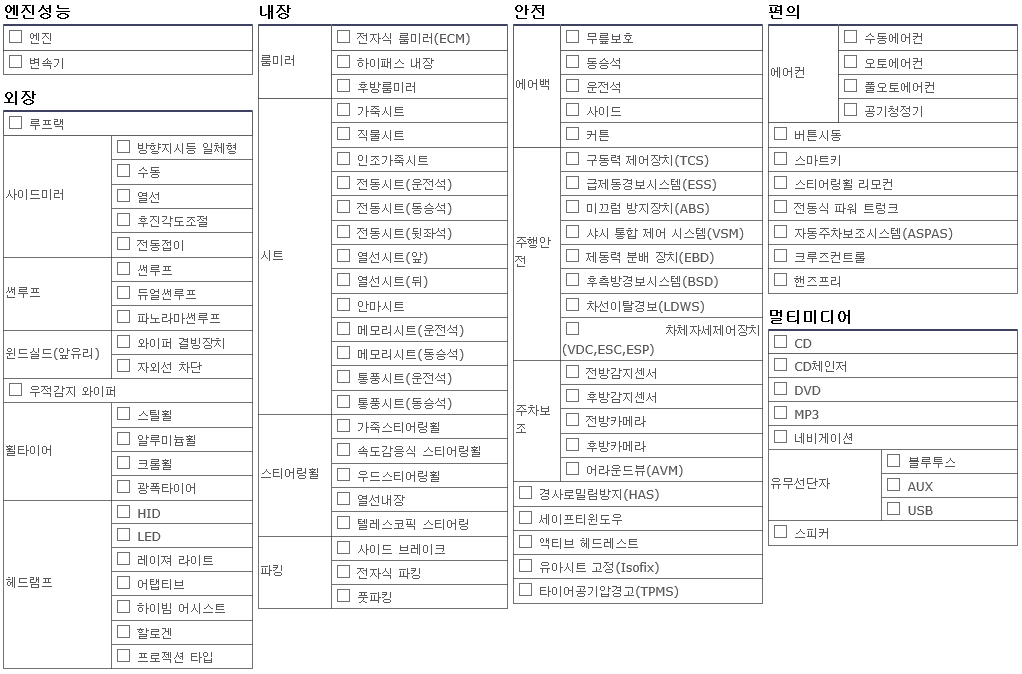 엔진성능
엔진
변속기
외장
루프랙
사이드미러
방향지시등 일체형
수동
열선
후진각도조절
전동접이
썬루프
썬루프
듀얼썬루프
파노라마썬루프
윈드실드(앞유리)
와이퍼 결빙장치
자외선 차단
우적감지 와이퍼
휠타이어
스틸휠
알루미늄휠
크롬휠
광폭타이어
헤드램프
HID
LED
레이져 라이트
어탭티브
하이빔 어시스트
할로겐
프로젝션 타입
내장
룸미러
전자식 룸미러(ECM)
하이패스 내장
후방룸미러
시트
가죽시트
직물시트
인조가죽시트
전동시트(운전석)
전동시트(동승석)
전동시트(뒷좌석)
열선시트(앞)
열선시트(뒤)
안마시트
메모리시트(운전석)
메모리시트(동승석)
통풍시트(운전석)
통풍시트(동승석)
스티어링휠
가죽스티어링휠
속도감응식 스티어링휠
우드스티어링휠
열선내장
텔레스코픽 스티어링
파킹
사이드 브레이크
전자식 파킹
풋파킹
안전
에어백
무릎보호
동승석
운전석
사이드
커튼
주행안
전
구동력 제어장치(TCS)
급제동경보시스템(ESS)
미끄럼 방지장치(ABS)
샤시 통합 제어 시스템(VSM)
제동력 분배 장치(EBD)
후측방경보시스템(BSD)
차선이탈경보(LDWS)
차체자세제어장치
(VDC,ESC,ESP)
주차보
조
전방감지센서
후방감지센서
전방카메라
후방카메라
어라운드뷰(AVM)
경사로밀림방지(HAS)
세이프티윈도우
액티브 헤드레스트
유아시트 고정(Isofix)
타이어공기압경고(TPMS)
편의
에어컨
수동에어컨
오토에어컨
풀오토에어컨
공기청정기
버튼시동
스마트키
스티어링휠 리모컨
전동식 파워 트렁크
자동주차보조시스템(ASPAS)
크루즈컨트롤
핸즈프리
멀티미디어
CD
CD체인저
DVD
MP3
네비게이션
유무선단자
블루투스
AUX
USB
스피커